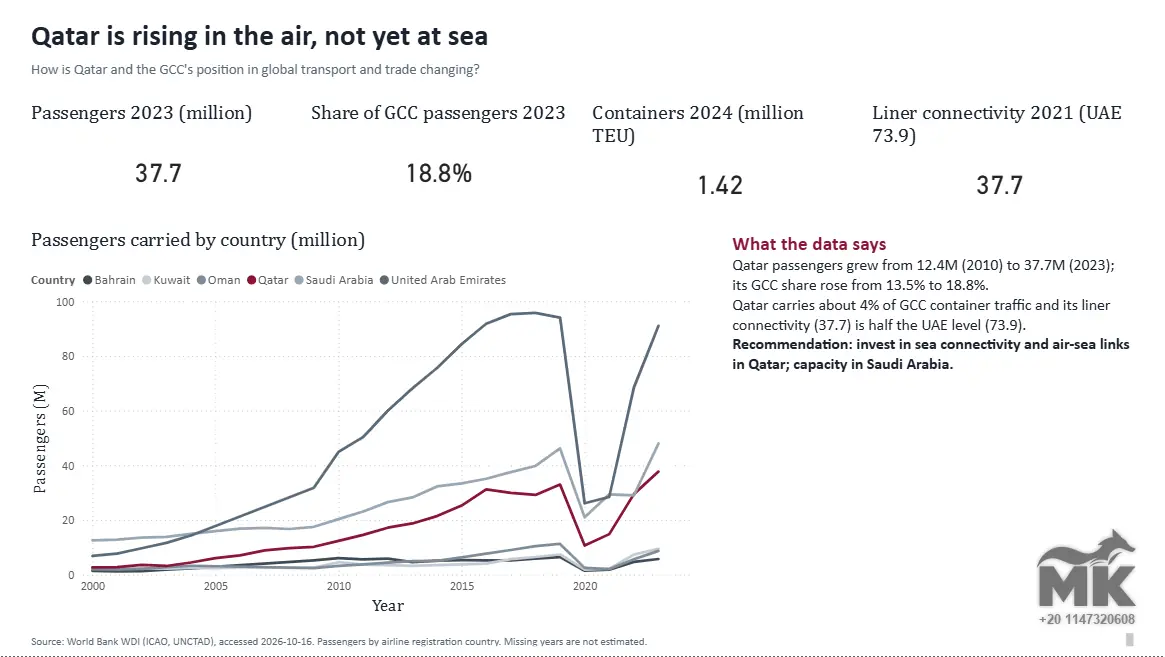 Qatar is rising in the air, not yet at sea
How is Qatar and the GCC's position in global transport and trade changing?
Passengers 2023 (million)
37.7
Share of GCC passengers 2023
18.8%
Containers 2024 (million
TEU)
1.42
Liner connectivity 2021 (UAE
73.9)
37.7
Passengers carried by country (million)
Country Bahrain Kuwait Oman Qatar Saudi Arabia United Arab Emirates
100
80
60
40
20
0
Passengers (M)
2000 2005 2010 2015 2020
Year
What the data says
Qatar passengers grew from 12.4M (2010) to 37.7M (2023);
its GCC share rose from 13.5% to 18.8%.
Qatar carries about 4% of GCC container traffic and its liner
connectivity (37.7) is half the UAE level (73.9).
Recommendation: invest in sea connectivity and air-sea links
in Qatar; capacity in Saudi Arabia.
MK
+20 1147320608
Source: World Bank WDI (ICAO, UNCTAD), accessed 2026-10-16. Passengers by airline registration country. Missing years are not estimated.